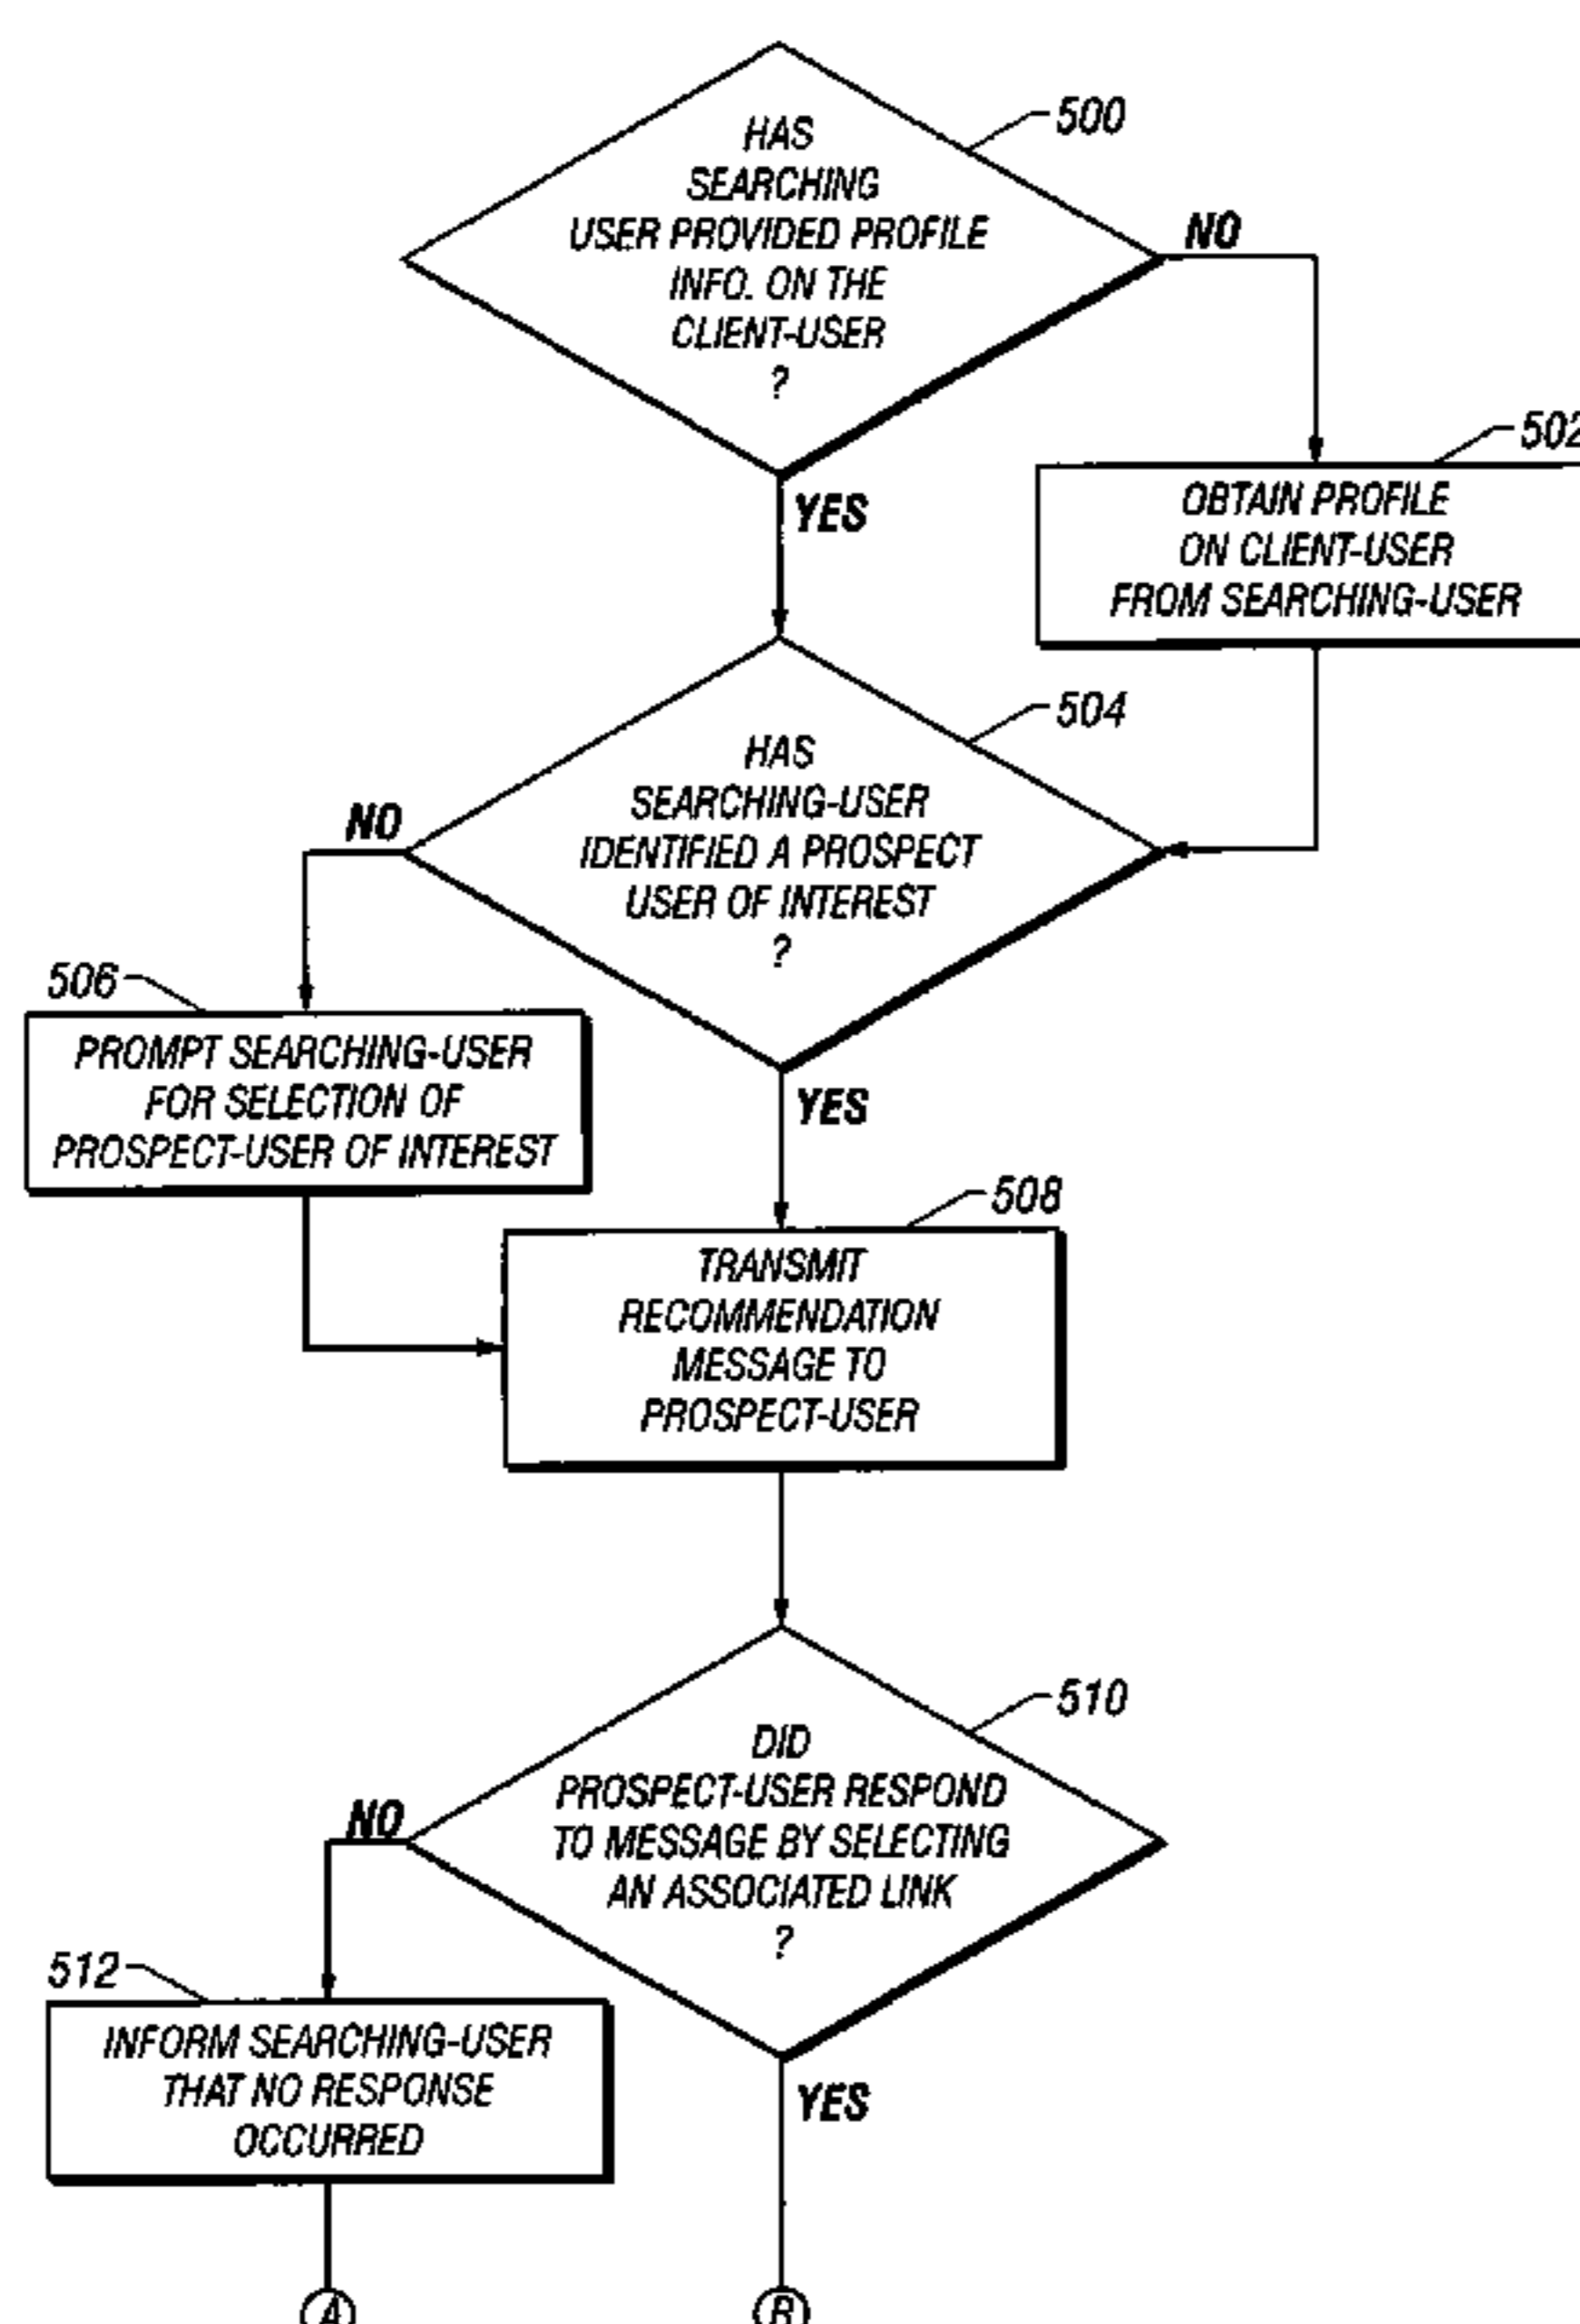 HAS
SEARCHING
USER PROVIDED PROFILE
INFO. ON THE
CLIENT-USER
?
500
NO
YES
502
OBTAIN PROFILE
ON CLIENT-USER
FROM SEARCHING-USER
504
HAS
SEARCHING-USER
IDENTIFIED A PROSPECT
USER OF INTEREST
?
NO
YES
506
PROMPT SEARCHING-USER
FOR SELECTION OF
PROSPECT-USER OF INTEREST
508
TRANSMIT
RECOMMENDATION
MESSAGE TO
PROSPECT-USER
510
DID
PROSPECT-USER RESPOND
TO MESSAGE BY SELECTING
AN ASSOCIATED LINK
?
NO
YES
512
INFORM SEARCHING-USER
THAT NO RESPONSE
OCCURRED
A
B